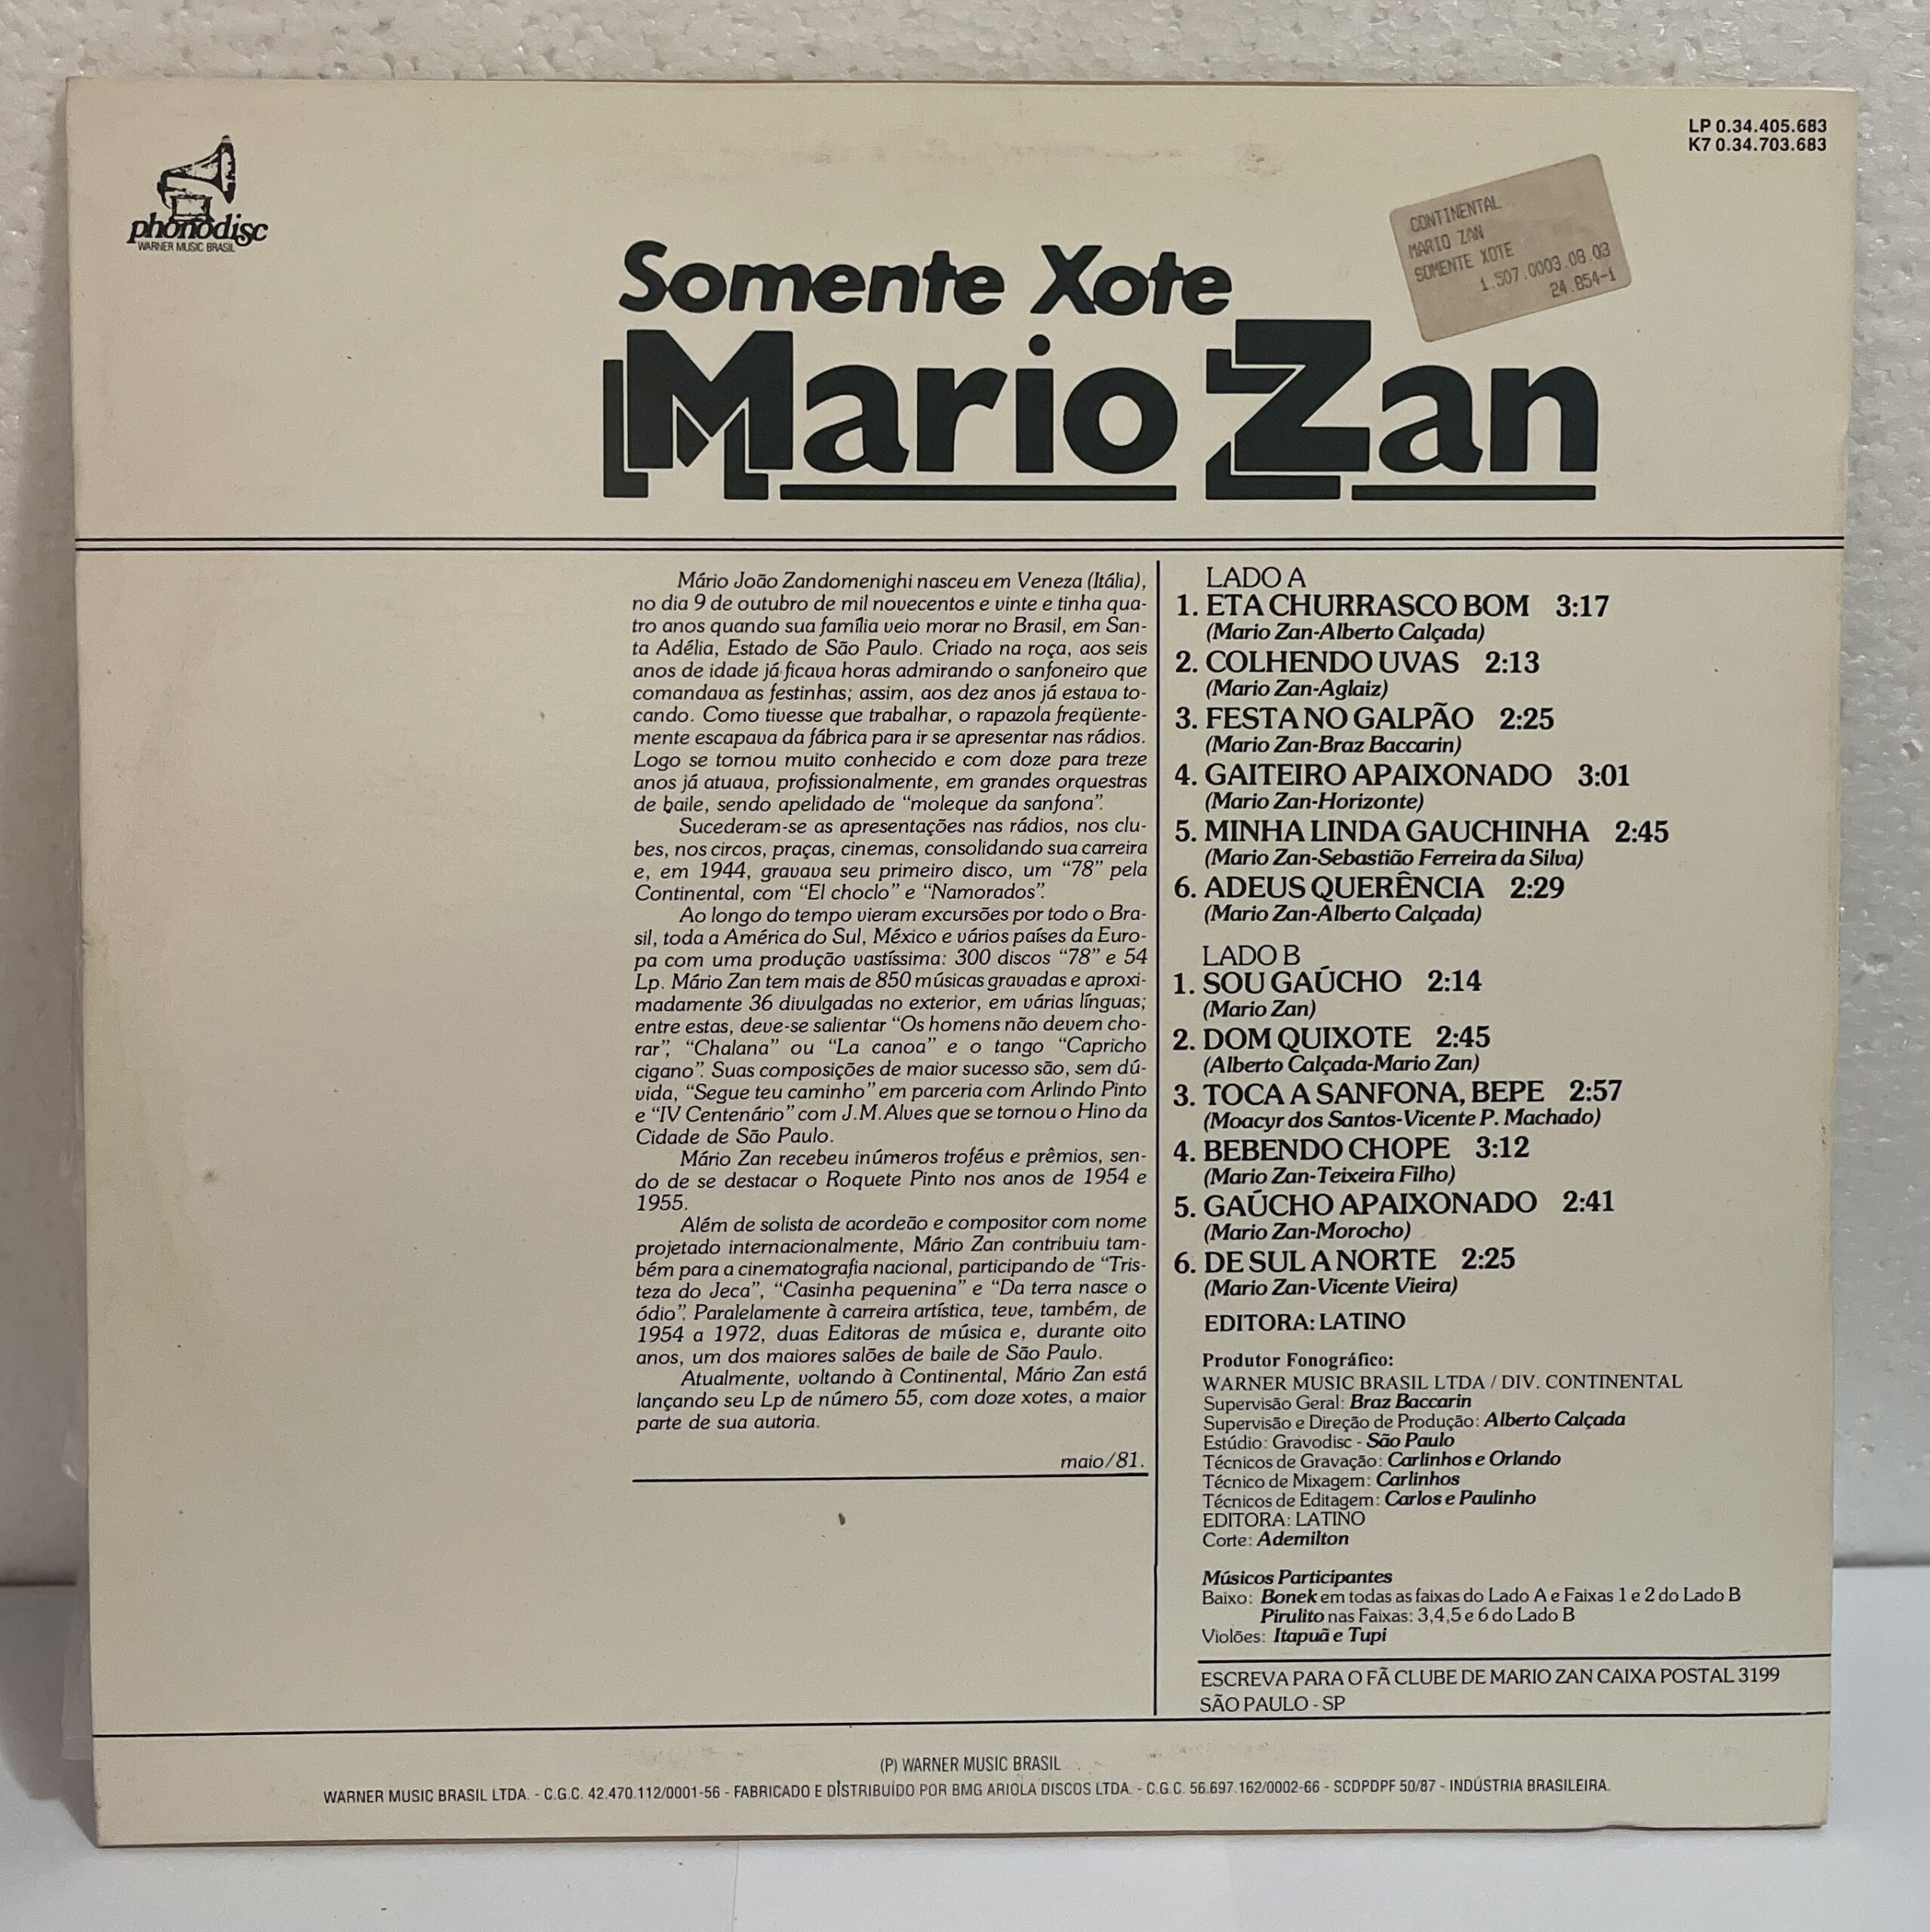 phonodisc
WARNER MUSIC BRASIL
LP 0.34.405.683
K7 0.34.703.683
CONTINENTAL
MARIO ZAN
SOMENTE XOTE
1.507.0003.08.03
24.854-1
Somente Xote
Mario Zan
Mário João Zandomenighi nasceu em Veneza (Itália),
no dia 9 de outubro de mil novecentos e vinte e tinha qua-
tro anos quando sua família veio morar no Brasil, em San-
ta Adélia, Estado de São Paulo. Criado na roça, aos seis
anos de idade já ficava horas admirando o sanfoneiro que
comandava as festinhas; assim, aos dez anos já estava to-
cando. Como tivesse que trabalhar, o rapazola freqüente-
mente escapava da fábrica para ir se apresentar nas rádios.
Logo se tornou muito conhecido e com doze para treze
anos já atuava, profissionalmente, em grandes orquestras
de baile, sendo apelidado de “moleque da sanfona”.
Sucederam-se as apresentações nas rádios, nos clu-
bes, nos circos, praças, cinemas, consolidando sua carreira
e, em 1944, gravava seu primeiro disco, um “78” pela
Continental, com “El choclo” e “Namorados”.
Ao longo do tempo vieram excursões por todo o Bra-
sil, toda a América do Sul, México e vários países da Euro-
pa com uma produção vastíssima: 300 discos “78” e 54
Lp. Mário Zan tem mais de 850 músicas gravadas e aproxi-
madamente 36 divulgadas no exterior, em várias línguas;
entre estas, deve-se salientar “Os homens não devem cho-
rar”, “Chalana” ou “La canoa” e o tango “Capricho
cigano”. Suas composições de maior sucesso são, sem dú-
vida, “Segue teu caminho” em parceria com Arlindo Pinto
e “IV Centenário” com J.M.Alves que se tornou o Hino da
Cidade de São Paulo.
Mário Zan recebeu inúmeros troféus e prêmios, sen-
do de se destacar o Roquete Pinto nos anos de 1954 e
1955.
Além de solista de acordeão e compositor com nome
projetado internacionalmente, Mário Zan contribuiu tam-
bém para a cinematografia nacional, participando de “Tris-
teza do Jeca”, “Casinha pequenina” e “Da terra nasce o
ódio”. Paralelamente à carreira artística, teve, também, de
1954 a 1972, duas Editoras de música e, durante oito
anos, um dos maiores salões de baile de São Paulo.
Atualmente, voltando à Continental, Mário Zan está
lançando seu Lp de número 55, com doze xotes, a maior
parte de sua autoria.
maio/81.
LADO A
1. ETA CHURRASCO BOM 3:17
(Mario Zan-Alberto Calçada)
2. COLHENDO UVAS 2:13
(Mario Zan-Aglaiz)
3. FESTA NO GALPÃO 2:25
(Mario Zan-Braz Baccarin)
4. GAITEIRO APAIXONADO 3:01
(Mario Zan-Horizonte)
5. MINHA LINDA GAUCHINHA 2:45
(Mario Zan-Sebastião Ferreira da Silva)
6. ADEUS QUERÊNCIA 2:29
(Mario Zan-Alberto Calçada)
LADO B
1. SOU GAÚCHO 2:14
(Mario Zan)
2. DOM QUIXOTE 2:45
(Alberto Calçada-Mario Zan)
3. TOCA A SANFONA, BEPE 2:57
(Moacyr dos Santos-Vicente P. Machado)
4. BEBENDO CHOPE 3:12
(Mario Zan-Teixeira Filho)
5. GAÚCHO APAIXONADO 2:41
(Mario Zan-Morocho)
6. DE SUL A NORTE 2:25
(Mario Zan-Vicente Vieira)
EDITORA: LATINO
Produtor Fonográfico:
WARNER MUSIC BRASIL LTDA / DIV. CONTINENTAL
Supervisão Geral: Braz Baccarin
Supervisão e Direção de Produção: Alberto Calçada
Estúdio: Gravodisc - São Paulo
Técnicos de Gravação: Carlinhos e Orlando
Técnico de Mixagem: Carlinhos
Técnicos de Editagem: Carlos e Paulinho
EDITORA: LATINO
Corte: Ademilton
Músicos Participantes
Baixo: Bonek em todas as faixas do Lado A e Faixas 1 e 2 do Lado B
Pirulito nas Faixas: 3,4,5 e 6 do Lado B
Violões: Itapuã e Tupi
ESCREVA PARA O FÃ CLUBE DE MARIO ZAN CAIXA POSTAL 3199
SÃO PAULO - SP
(P) WARNER MUSIC BRASIL
WARNER MUSIC BRASIL LTDA. - C.G.C. 42.470.112/0001-56 - FABRICADO E DISTRIBUÍDO POR BMG ARIOLA DISCOS LTDA. - C.G.C. 56.697.162/0002-66 - SCDPDPF 50/87 - INDÚSTRIA BRASILEIRA.